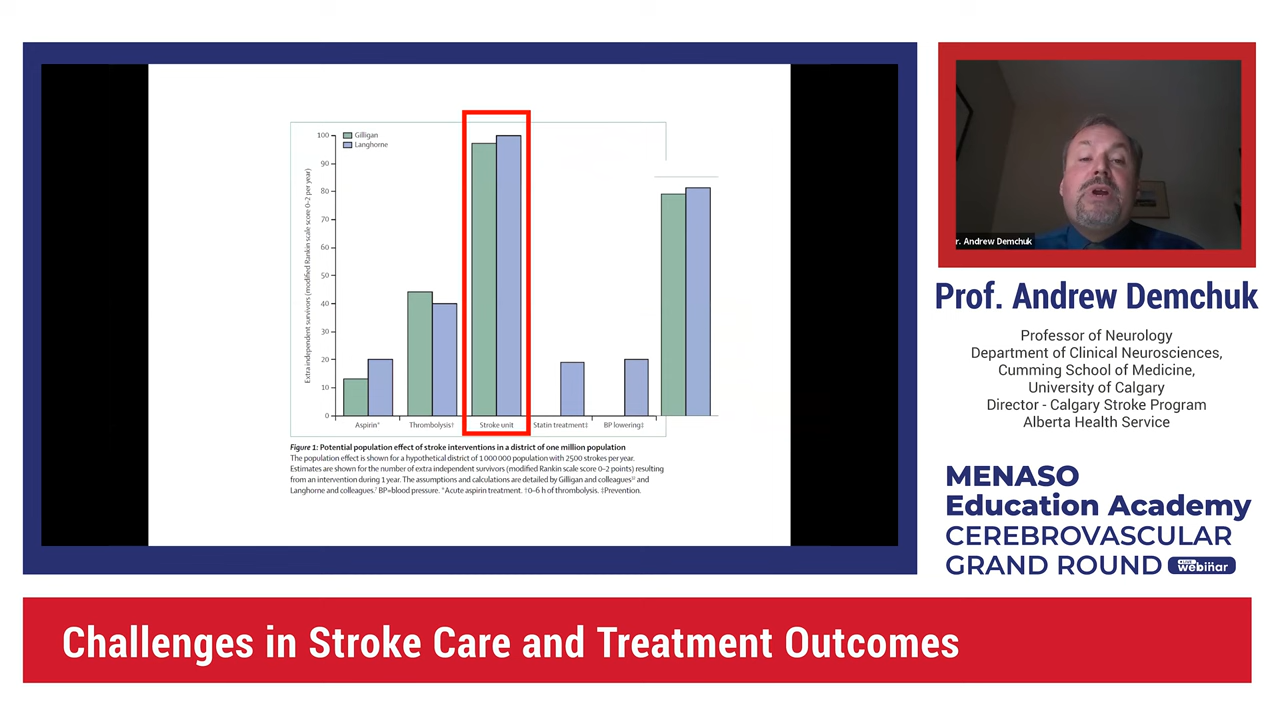 100
90
80
70
60
50
40
30
20
10
0
Extra independent survivors (modified Rankin scale score 0–2 per year)
Gilligan
Langhorne
Aspirin*
Thrombolysis†
Stroke unit
Statin treatment‡
BP lowering‡
Figure 1: Potential population effect of stroke interventions in a district of one million population
The population effect is shown for a hypothetical district of 1 000 000 population with 2500 strokes per year.
Estimates are shown for the number of extra independent survivors (modified Rankin scale score 0–2 points) resulting
from an intervention during 1 year. The assumptions and calculations are detailed by Gilligan and colleagues and
Langhorne and colleagues. BP=blood pressure. *Acute aspirin treatment. †0–6 h of thrombolysis. ‡Prevention.
r. Andrew Demchuk
Prof. Andrew Demchuk
Professor of Neurology
Department of Clinical Neurosciences,
Cumming School of Medicine,
University of Calgary
Director - Calgary Stroke Program
Alberta Health Service
MENASO
Education Academy
CEREBROVASCULAR
GRAND ROUND
LIVE
webinar
Challenges in Stroke Care and Treatment Outcomes